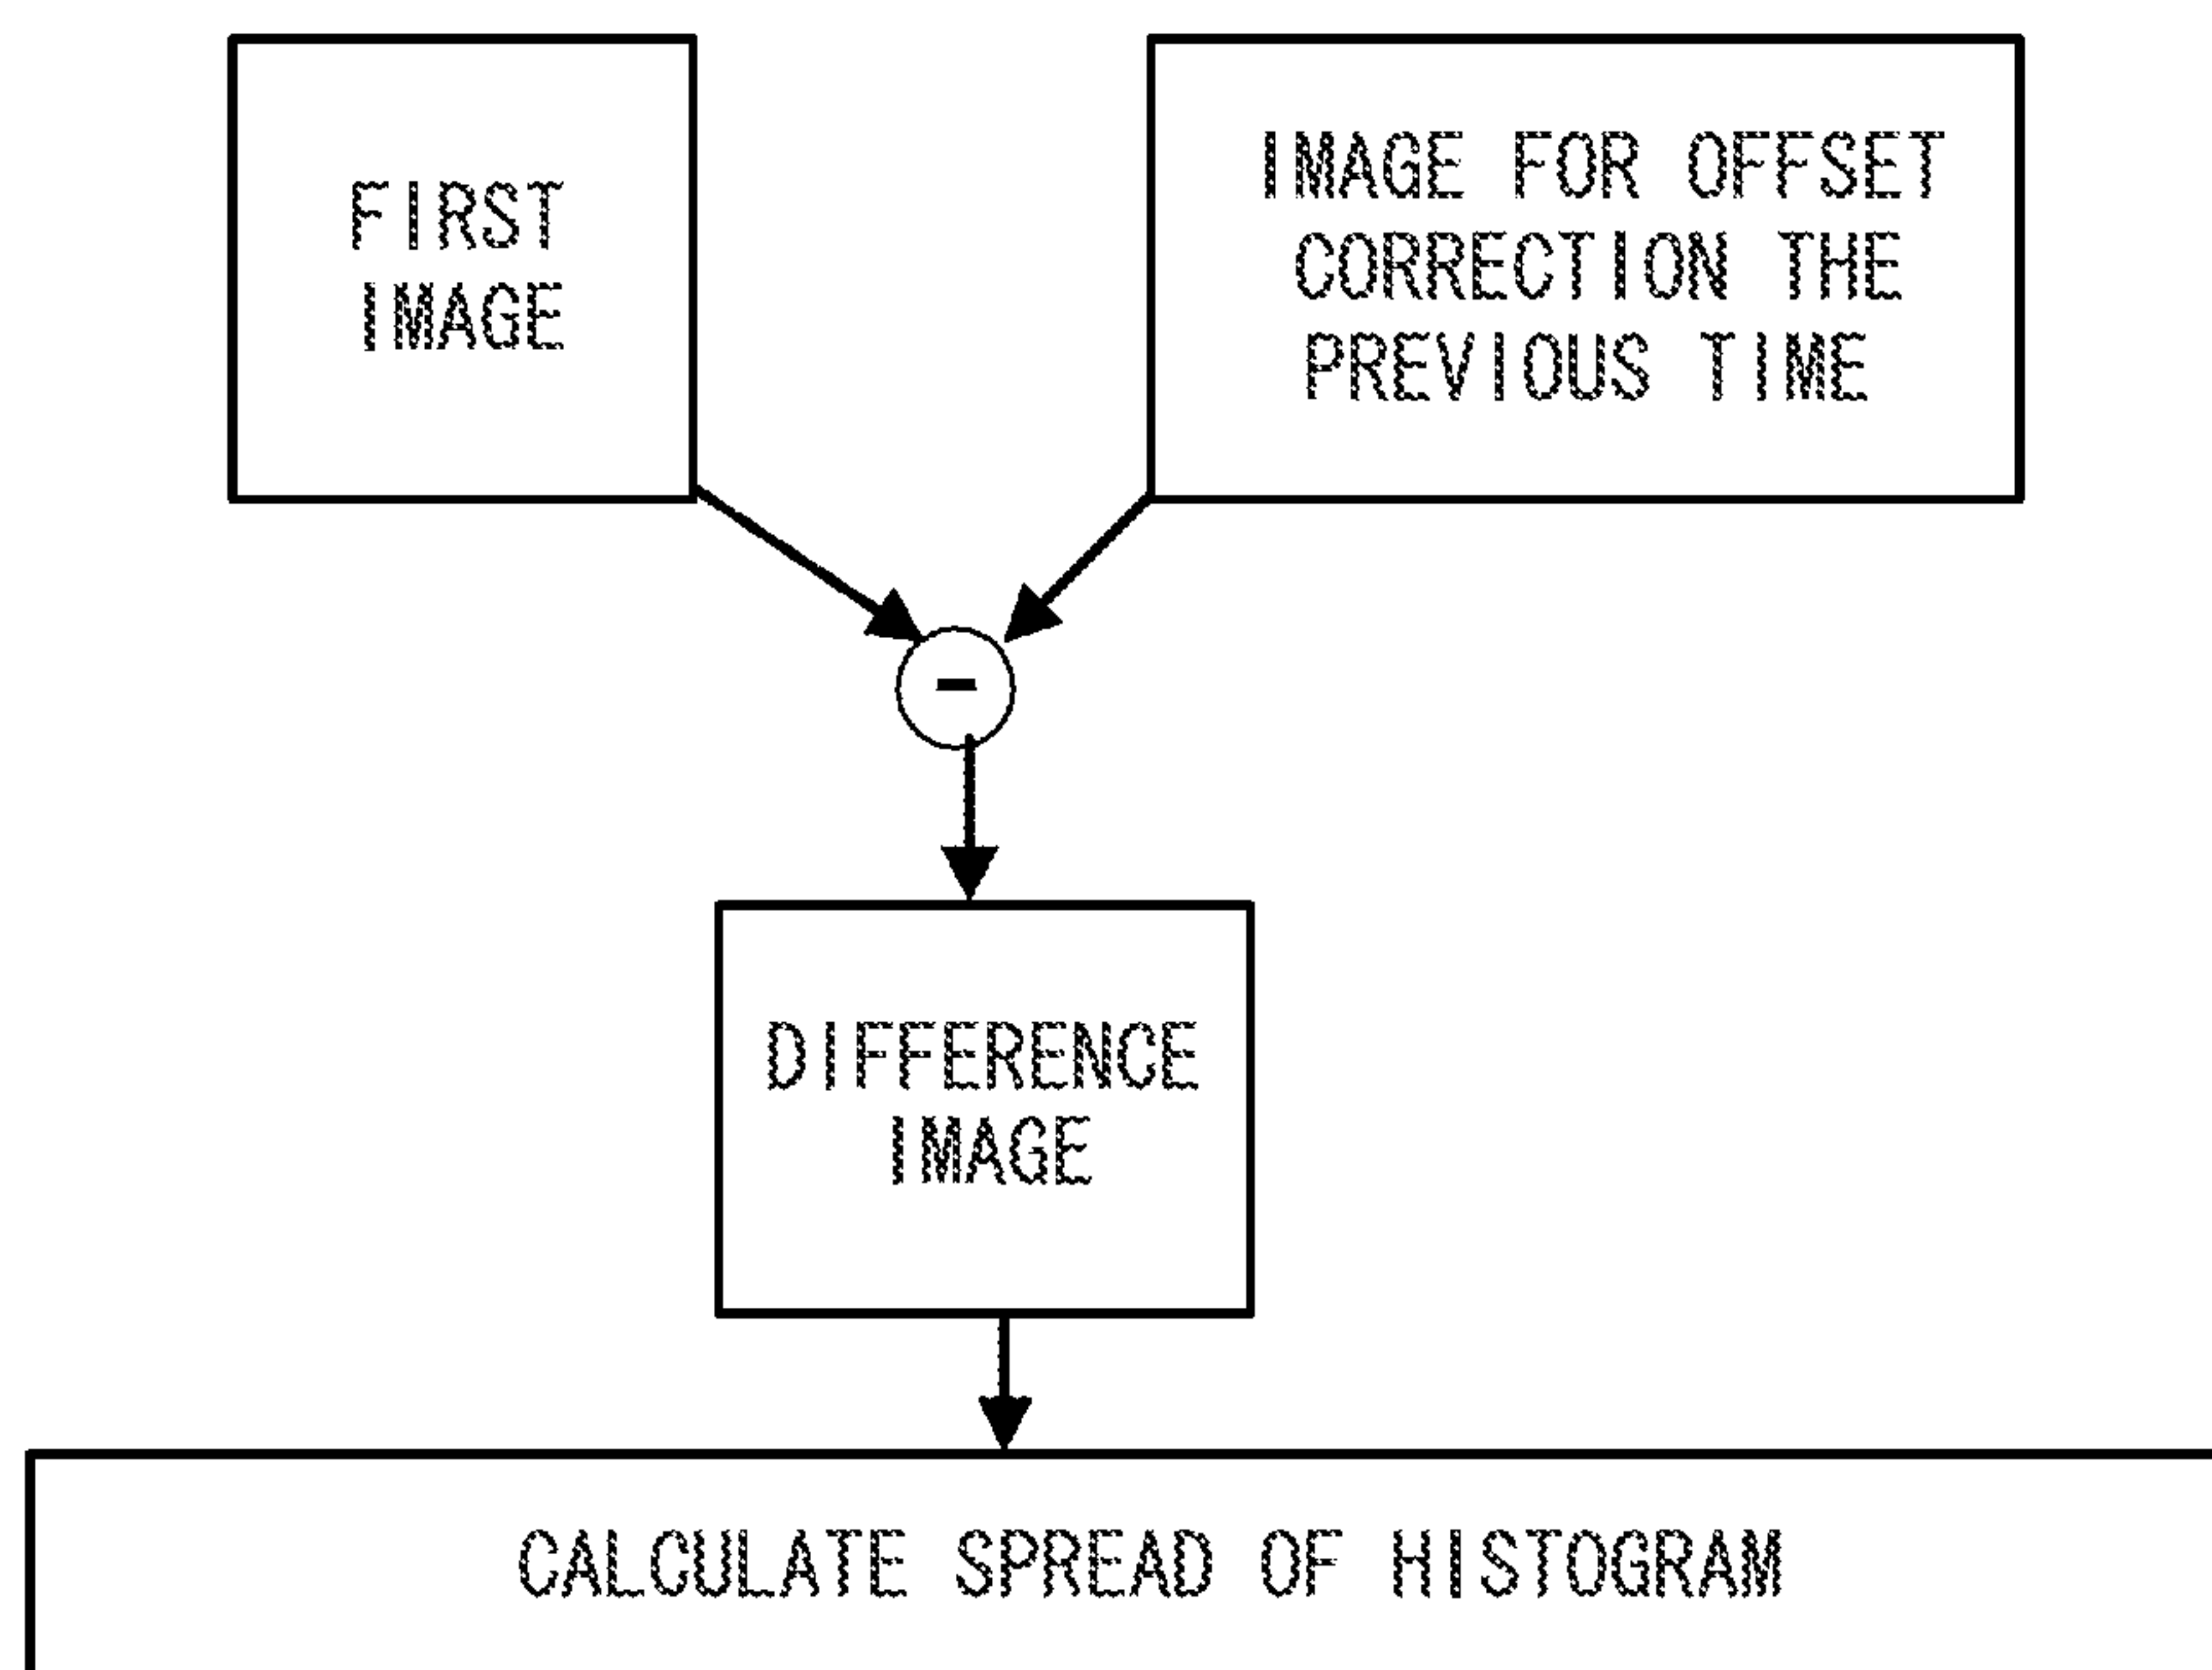 FIRST
IMAGE
IMAGE FOR OFFSET
CORRECTION THE
PREVIOUS TIME
-
DIFFERENCE
IMAGE
CALCULATE SPREAD OF HISTOGRAM